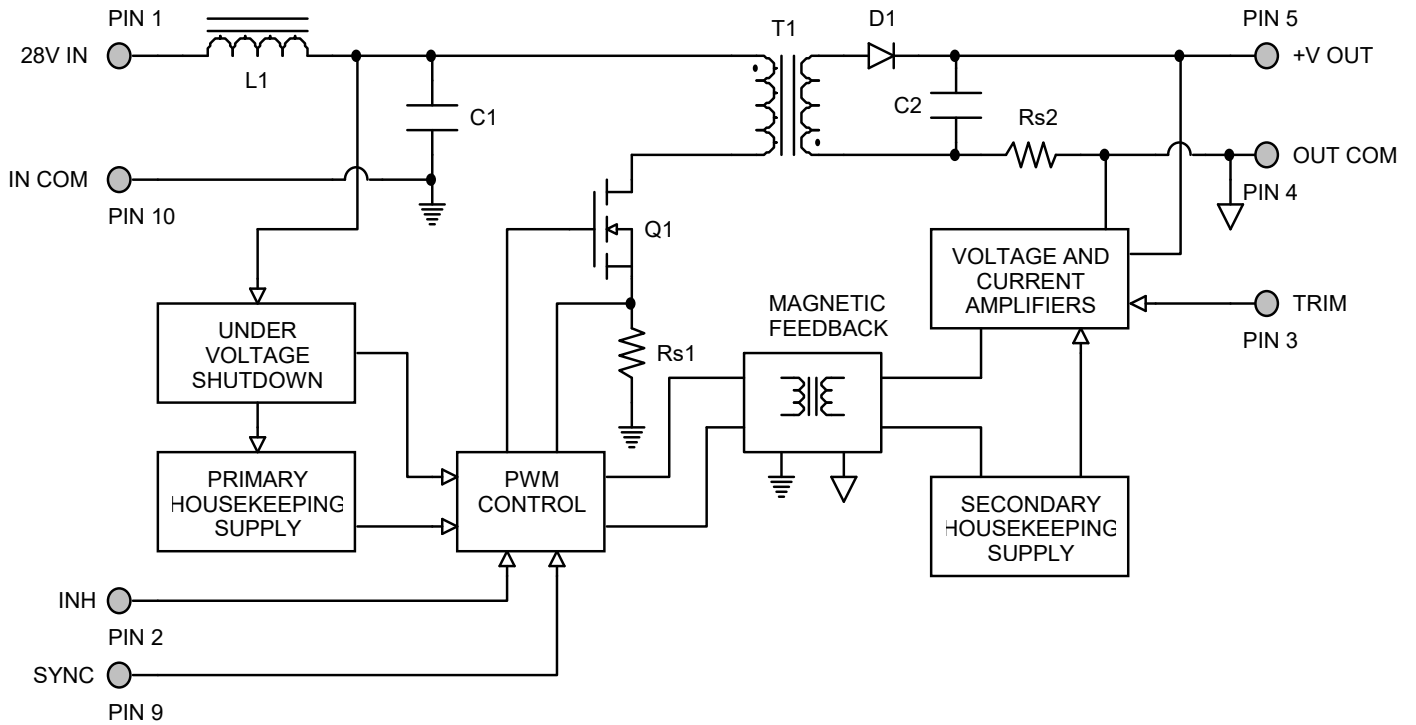 PIN 1
28V IN
L1
C1
IN COM
PIN 10
T1
D1
C2
Rs2
PIN 5
+V OUT
OUT COM
PIN 4
Q1
Rs1
UNDER
VOLTAGE
SHUTDOWN
PRIMARY
HOUSEKEEPING
SUPPLY
PWM
CONTROL
MAGNETIC
FEEDBACK
VOLTAGE AND
CURRENT
AMPLIFIERS
TRIM
PIN 3
SECONDARY
HOUSEKEEPING
SUPPLY
INH
PIN 2
SYNC
PIN 9